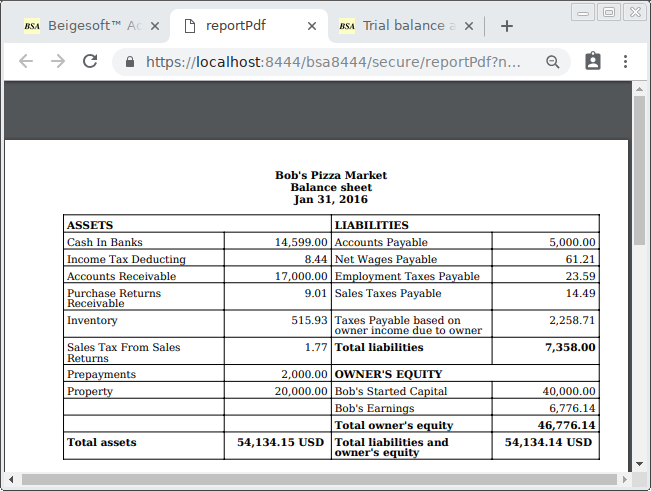 BSA Beigesoft™ Ac
reportPdf
BSA Trial balance a
https://localhost:8444/bsa8444/secure/reportPdf?n...
Bob's Pizza Market
Balance sheet
Jan 31, 2016
ASSETS LIABILITIES
Cash In Banks 14,599.00 Accounts Payable 5,000.00
Income Tax Deducting 8.44 Net Wages Payable 61.21
Accounts Receivable 17,000.00 Employment Taxes Payable 23.59
Purchase Returns 9.01 Sales Taxes Payable 14.49
Receivable
Inventory 515.93 Taxes Payable based on 2,258.71
owner income due to owner
Sales Tax From Sales 1.77 Total liabilities 7,358.00
Returns
Prepayments 2,000.00 OWNER'S EQUITY
Property 20,000.00 Bob's Started Capital 40,000.00
Bob's Earnings 6,776.14
Total owner's equity 46,776.14
Total assets 54,134.15 USD Total liabilities and 54,134.14 USD
owner's equity